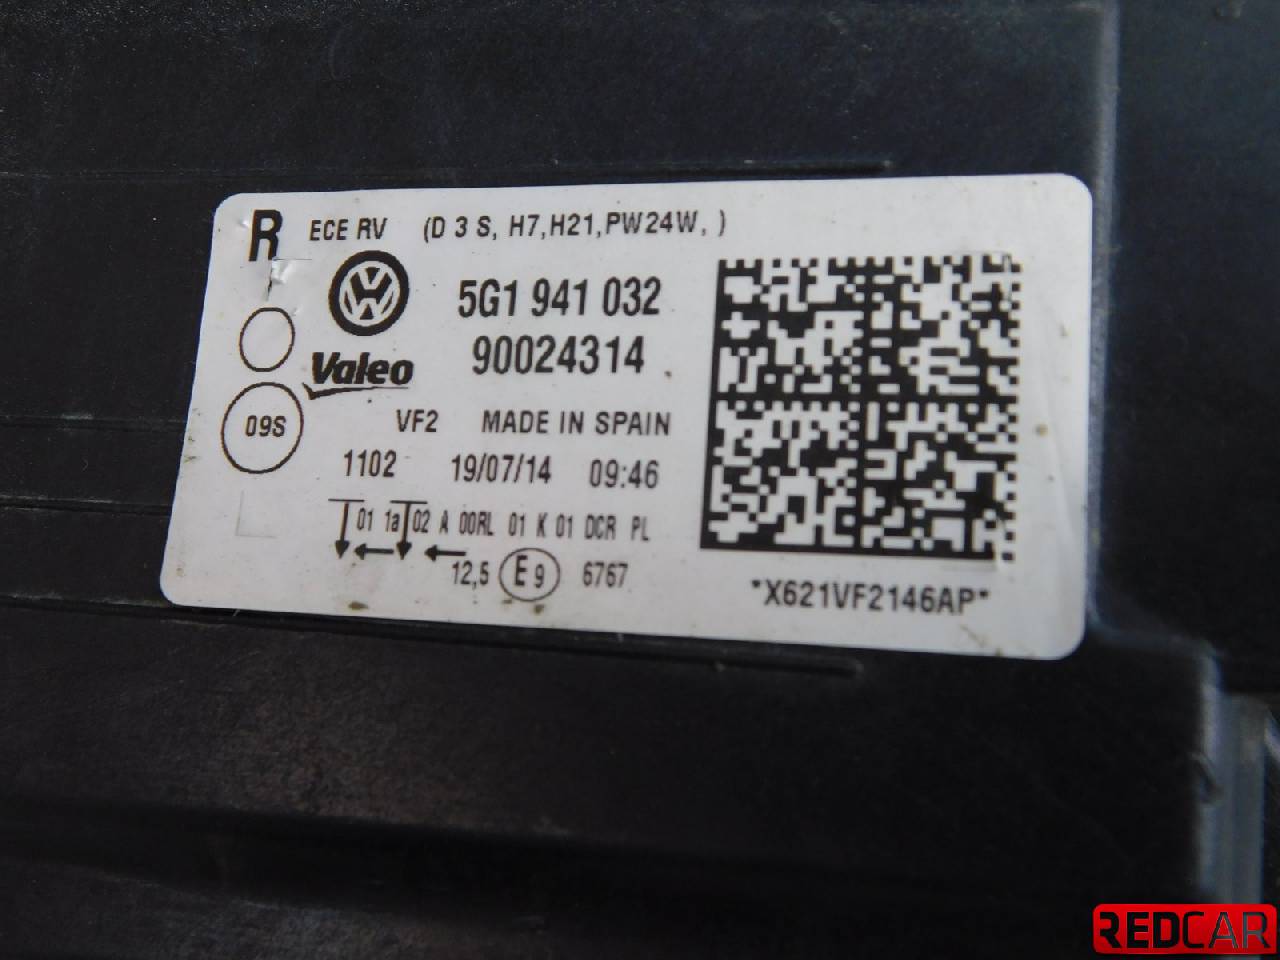 R ECE RV (D 3 S, H7,H21,PW24W, )
5G1 941 032
Valeo 90024314
09S VF2 MADE IN SPAIN
1102 19/07/14 09:46
01 1a 02 A 00RL 01 K 01 DCR PL
12,5 E9 6767
*X621VF2146AP*
REDCAR